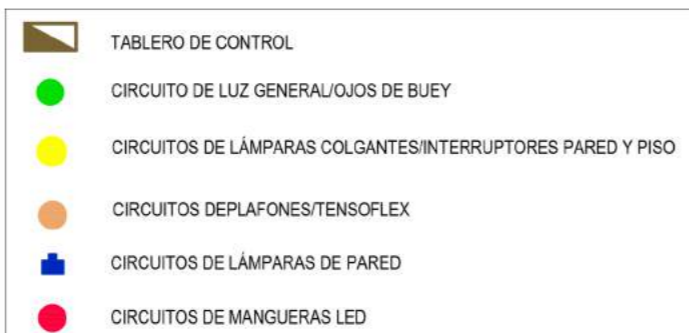 TABLERO DE CONTROL
CIRCUITO DE LUZ GENERAL/OJOS DE BUEY
CIRCUITOS DE LÁMPARAS COLGANTES/INTERRUPTORES PARED Y PISO
CIRCUITOS DEPLAFONES/TENSOFLEX
CIRCUITOS DE LÁMPARAS DE PARED
CIRCUITOS DE MANGUERAS LED